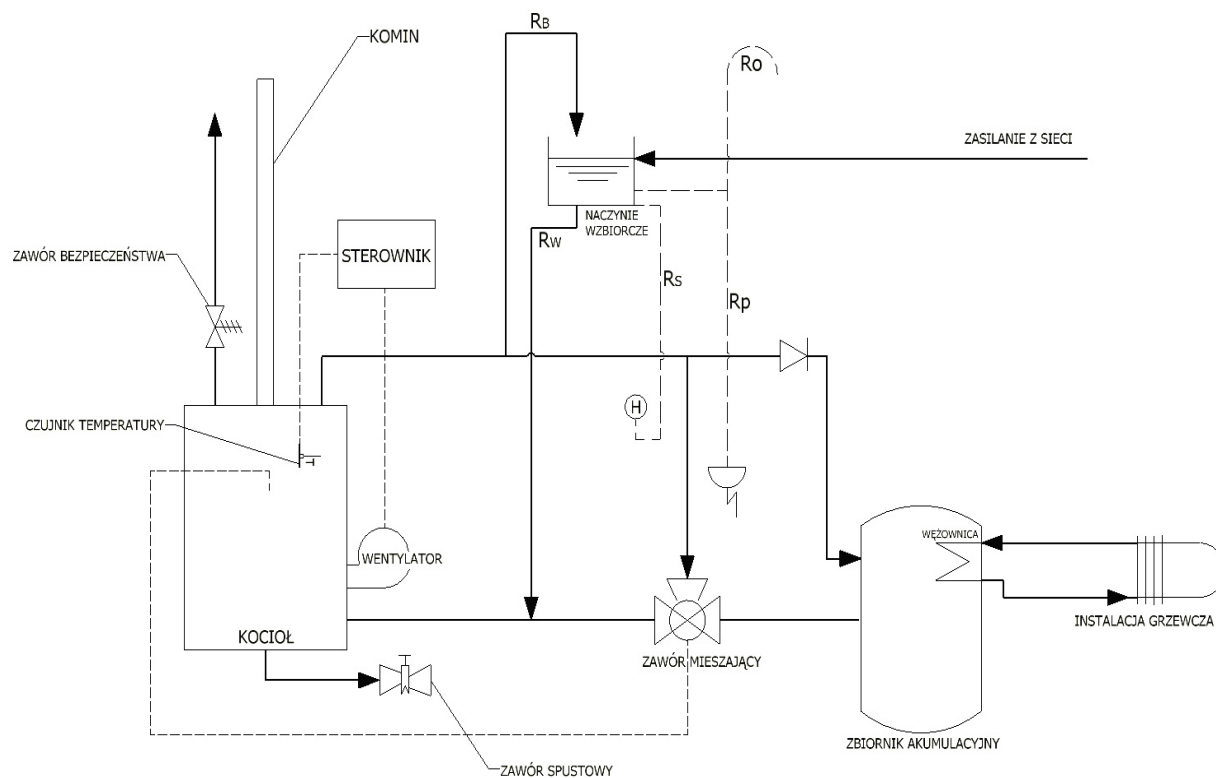 RB
KOMIN
Ro
ZASILANIE Z SIECI
NACZYNIE
WZBIORCZE
RW
STEROWNIK
ZAWÓR BEZPIECZEŃSTWA
RS
Rp
H
CZUJNIK TEMPERATURY
WĘŻOWNICA
WENTYLATOR
INSTALACJA GRZEWCZA
KOCIOŁ
ZAWÓR MIESZAJĄCY
ZBIORNIK AKUMULACYJNY
ZAWÓR SPUSTOWY